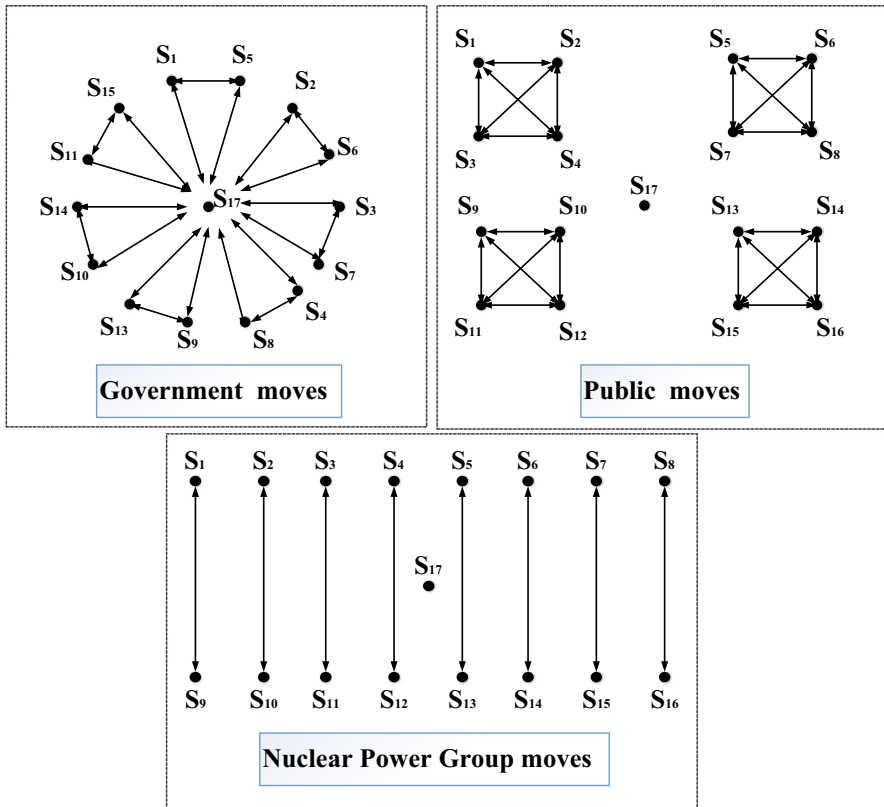 S1 S5
S15 S2
S11 S6
S14 S17 S3
S10 S7
S13 S9 S8 S4
Government moves
S1 S2 S5 S6
S3 S4 S7 S8
S17
S9 S10 S13 S14
S11 S12 S15 S16
Public moves
S1 S2 S3 S4 S5 S6 S7 S8
S17
S9 S10 S11 S12 S13 S14 S15 S16
Nuclear Power Group moves